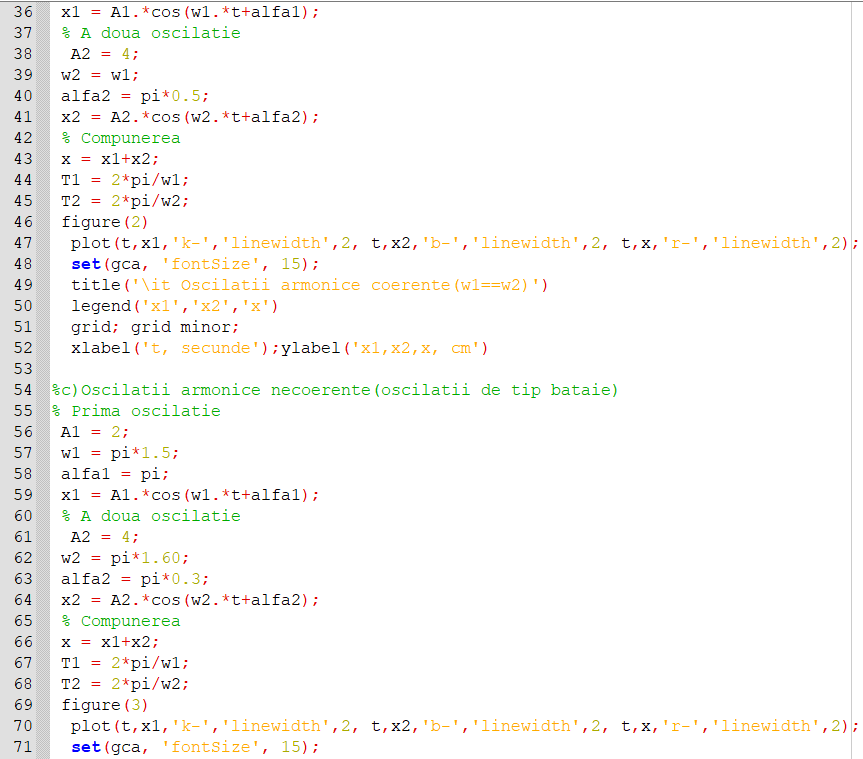 36 x1 = A1.*cos(w1.*t+alfa1);
37 % A doua oscilatie
38 A2 = 4;
39 w2 = w1;
40 alfa2 = pi*0.5;
41 x2 = A2.*cos(w2.*t+alfa2);
42 % Compunerea
43 x = x1+x2;
44 T1 = 2*pi/w1;
45 T2 = 2*pi/w2;
46 figure(2)
47 plot(t,x1,'k-','linewidth',2, t,x2,'b-','linewidth',2, t,x,'r-','linewidth',2);
48 set(gca, 'fontSize', 15);
49 title('\it Oscilatii armonice coerente(w1==w2)')
50 legend('x1','x2','x')
51 grid; grid minor;
52 xlabel('t, secunde');ylabel('x1,x2,x, cm')
53
54 %c)Oscilatii armonice necoerente(oscilatii de tip bataie)
55 % Prima oscilatie
56 A1 = 2;
57 w1 = pi*1.5;
58 alfa1 = pi;
59 x1 = A1.*cos(w1.*t+alfa1);
60 % A doua oscilatie
61 A2 = 4;
62 w2 = pi*1.60;
63 alfa2 = pi*0.3;
64 x2 = A2.*cos(w2.*t+alfa2);
65 % Compunerea
66 x = x1+x2;
67 T1 = 2*pi/w1;
68 T2 = 2*pi/w2;
69 figure(3)
70 plot(t,x1,'k-','linewidth',2, t,x2,'b-','linewidth',2, t,x,'r-','linewidth',2);
71 set(gca, 'fontSize', 15);